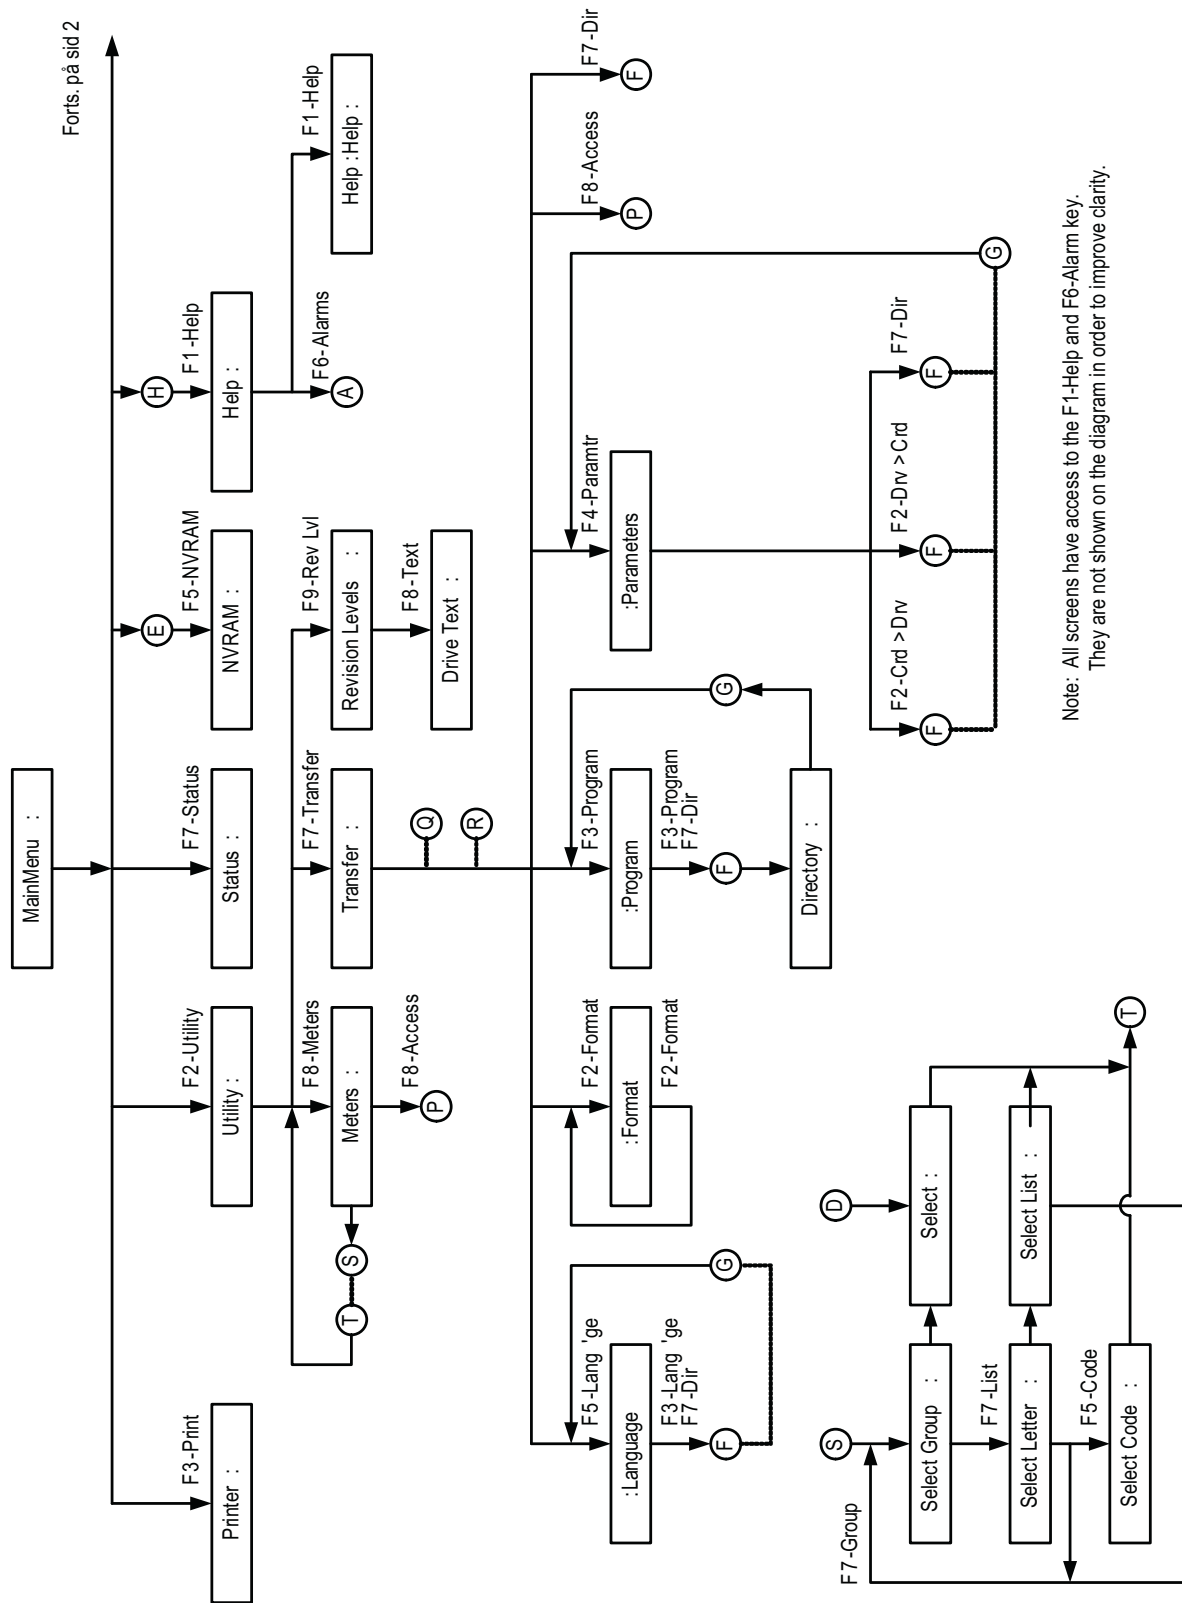 MainMenu :
Forts. på sid 2
F3-Print
F2-Utility
F7-Status
E
H
F5-NVRAM
F1-Help
Printer :
Utility :
Status :
NVRAM :
Help :
F8-Meters
F7-Transfer
F9-Rev Lvl
F6-Alarms
F1-Help
T
S
Meters :
Transfer :
Revision Levels :
A
Help :Help :
F8-Access
F8-Text
P
Q
Drive Text :
R
F5-Lang 'ge
F2-Format
F3-Program
F4-Paramtr
F8-Access
F7-Dir
:Language
:Format
:Program
:Parameters
P
F
F3-Lang 'ge
F7-Dir
F2-Format
F3-Program
F7-Dir
F
G
F
G
Directory :
F2-Crd >Drv
F2-Drv >Crd
F7-Dir
F
F
F
G
F7-Group
S
D
Select Group :
Select :
F7-List
Select Letter :
Select List :
F5-Code
Select Code :
T
Note: All screens have access to the F1-Help and F6-Alarm key.
They are not shown on the diagram in order to improve clarity.